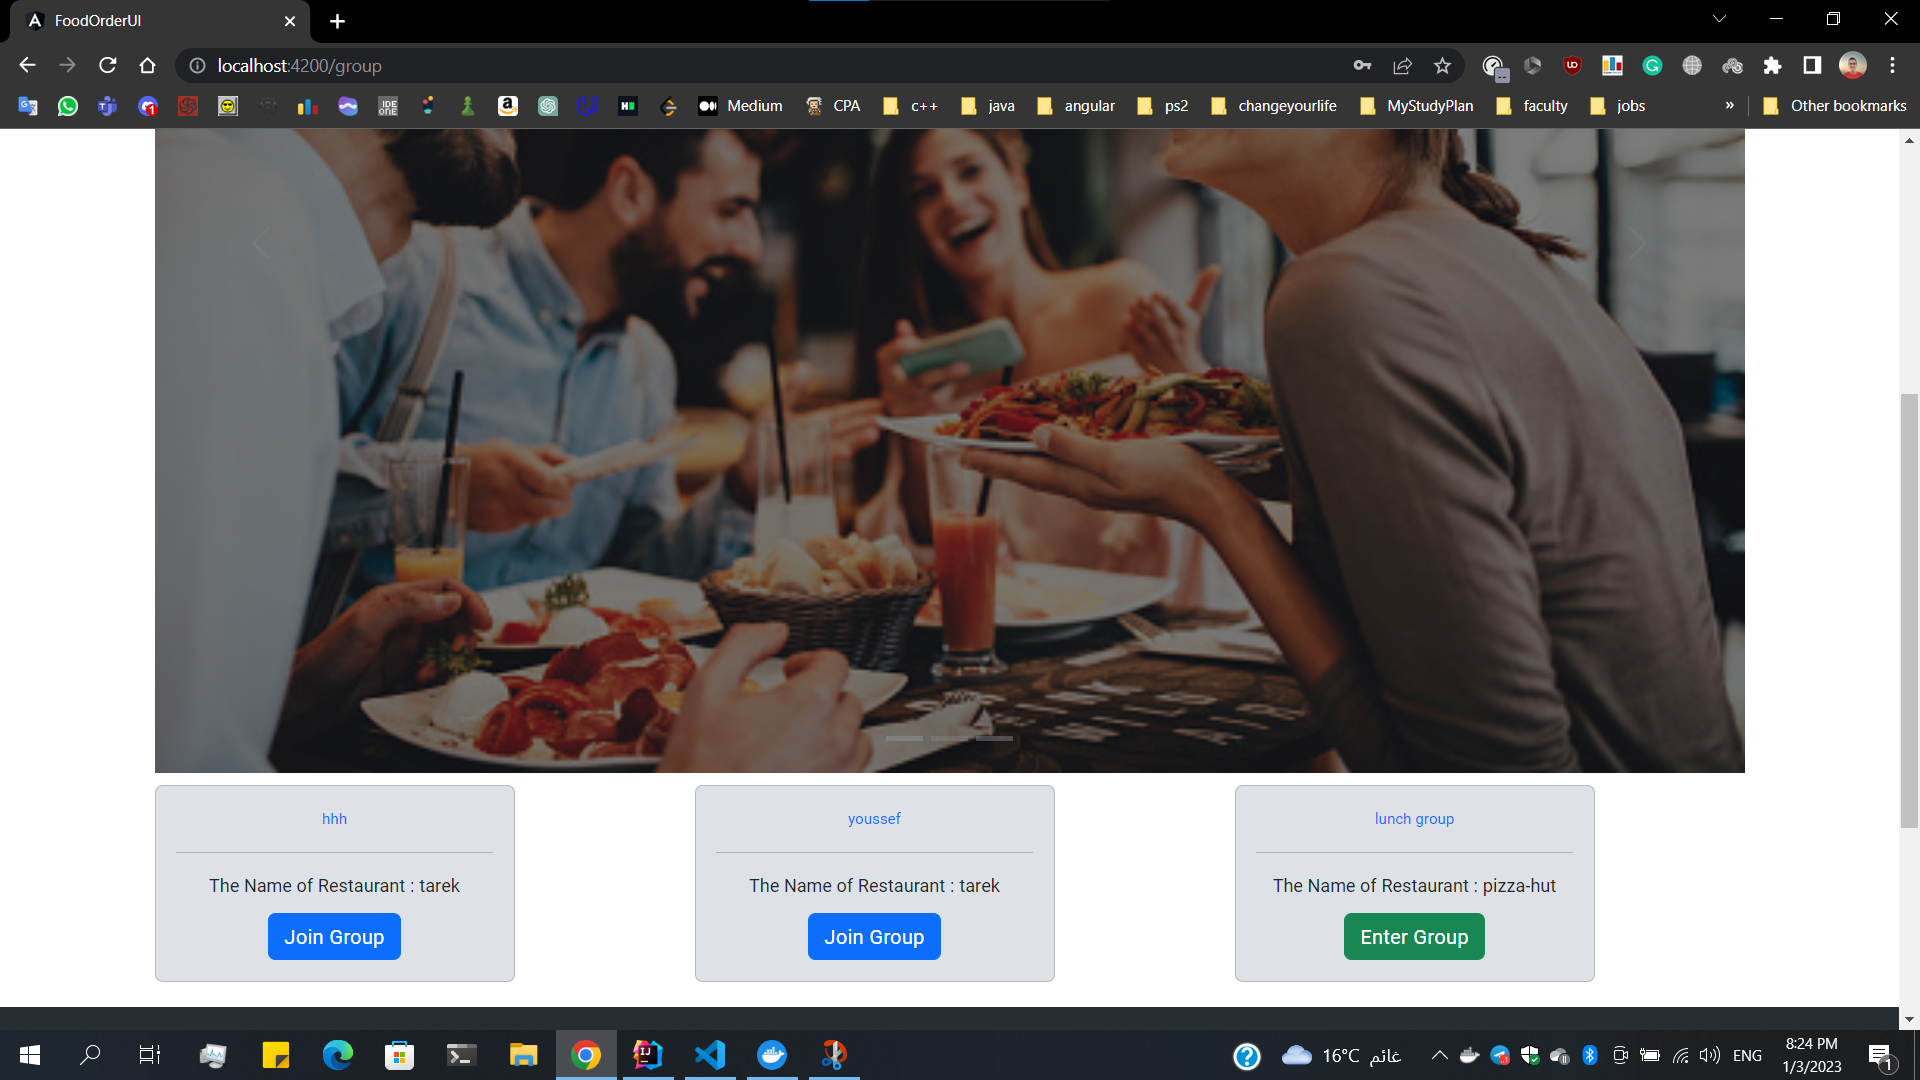 FoodOrderUI
localhost:4200/group
Medium
CPA
c++
java
angular
ps2
changeyourlife
MyStudyPlan
faculty
jobs
»
Other bookmarks
hhh
The Name of Restaurant : tarek
Join Group
youssef
The Name of Restaurant : tarek
Join Group
lunch group
The Name of Restaurant : pizza-hut
Enter Group
16°C غائم
ENG
8:24 PM
1/3/2023
1